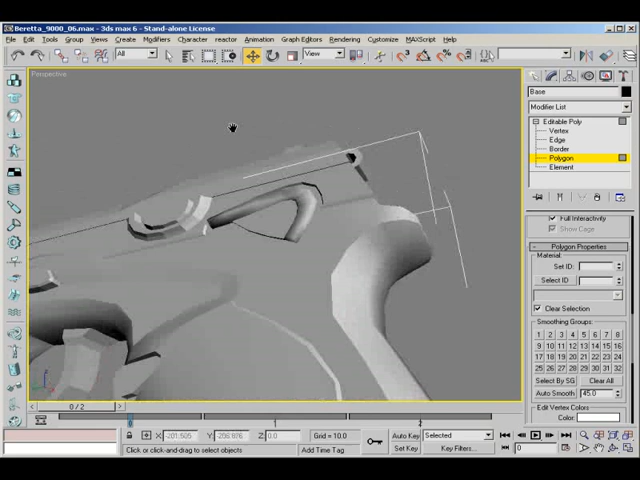 Beretta_9000_06.max - 3ds max 6 - Stand-alone License
File Edit Tools Group Views Create Modifiers Character reactor Animation Graph Editors Rendering Customize MAXScript Help
All
View
Perspective
Base
Modifier List
Editable Poly
Vertex
Edge
Border
Polygon
Element
Full Interactivity
Show Cage
Polygon Properties
Material:
Set ID:
Select ID
Clear Selection
Smoothing Groups:
1 2 3 4 5 6 7 8
9 10 11 12 13 14 15 16
17 18 19 20 21 22 23 24
25 26 27 28 29 30 31 32
Select By SG Clear All
Auto Smooth 45.0
Edit Vertex Colors
Color:
0 / 2
0 1 2
X: -201.505 Y: -296.876 Z: 0.0 Grid = 10.0
Auto Key Selected
Set Key Key Filters...
0
Click or click-and-drag to select objects Add Time Tag